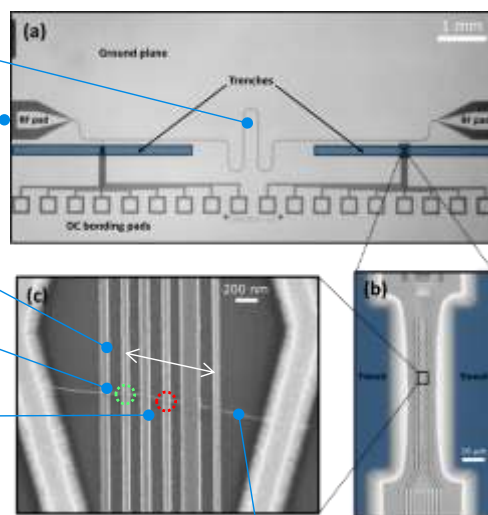 (a)
1 mm
Ground plane
Trenches
RF pad
RF pad
DC bonding pads
(c)
200 nm
(b)
Trench
Trench
20 µm